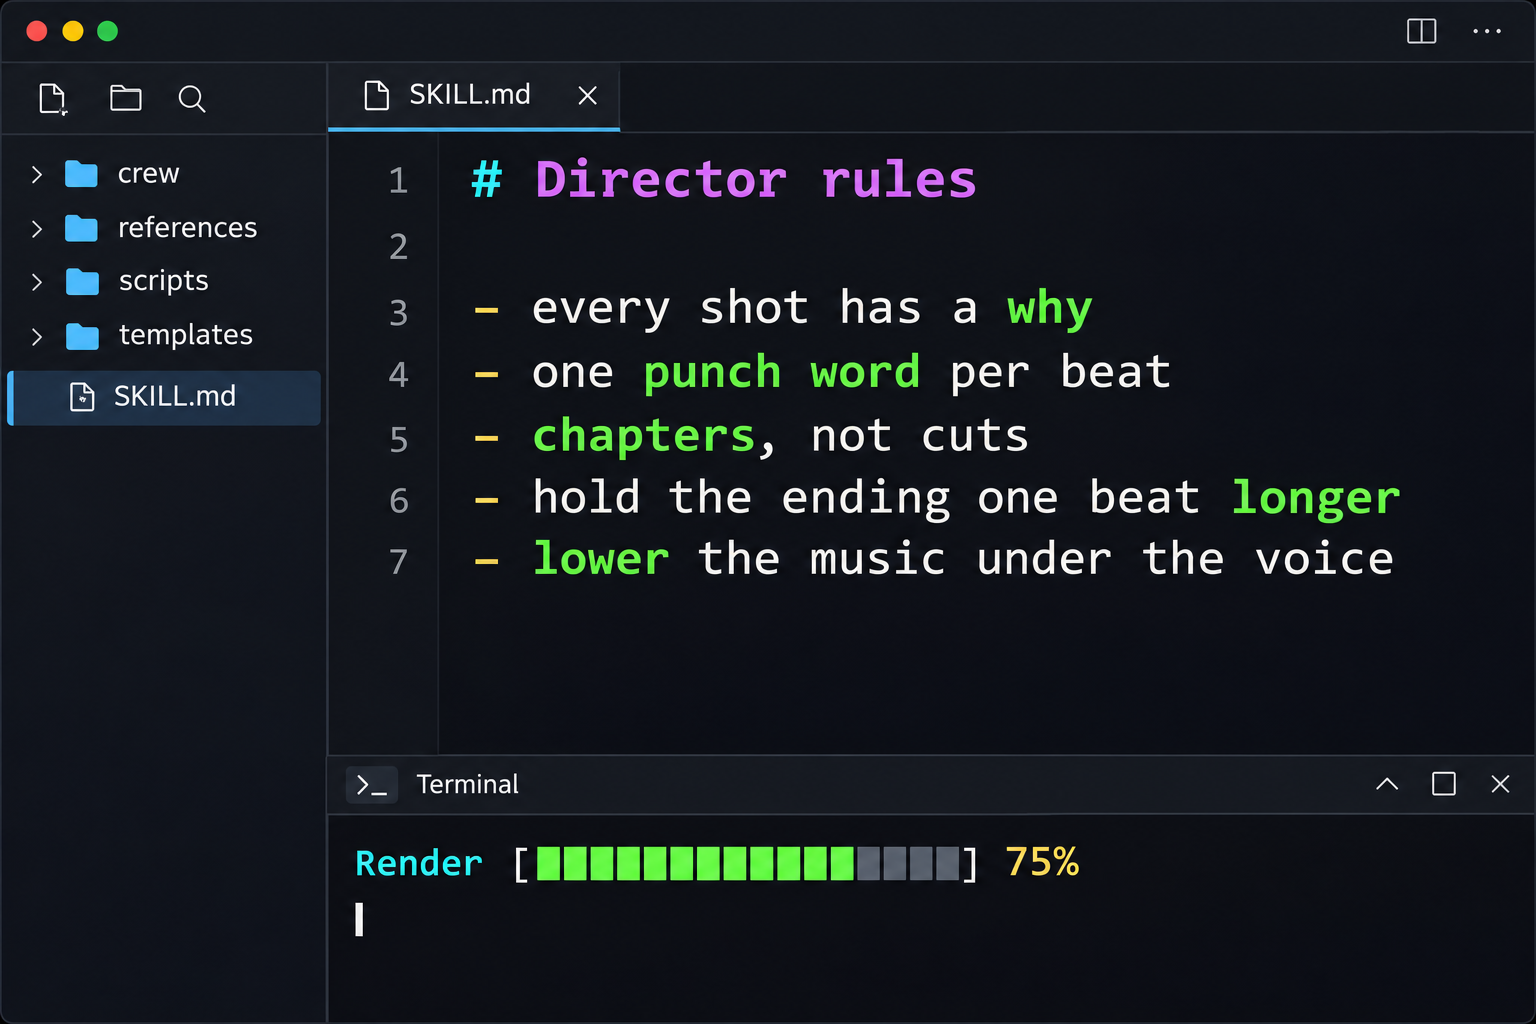 SKILL.md
crew
references
scripts
templates
SKILL.md
1 # Director rules
2
3 – every shot has a why
4 – one punch word per beat
5 – chapters, not cuts
6 – hold the ending one beat longer
7 – lower the music under the voice
>_ Terminal
Render [████████████████] 75%